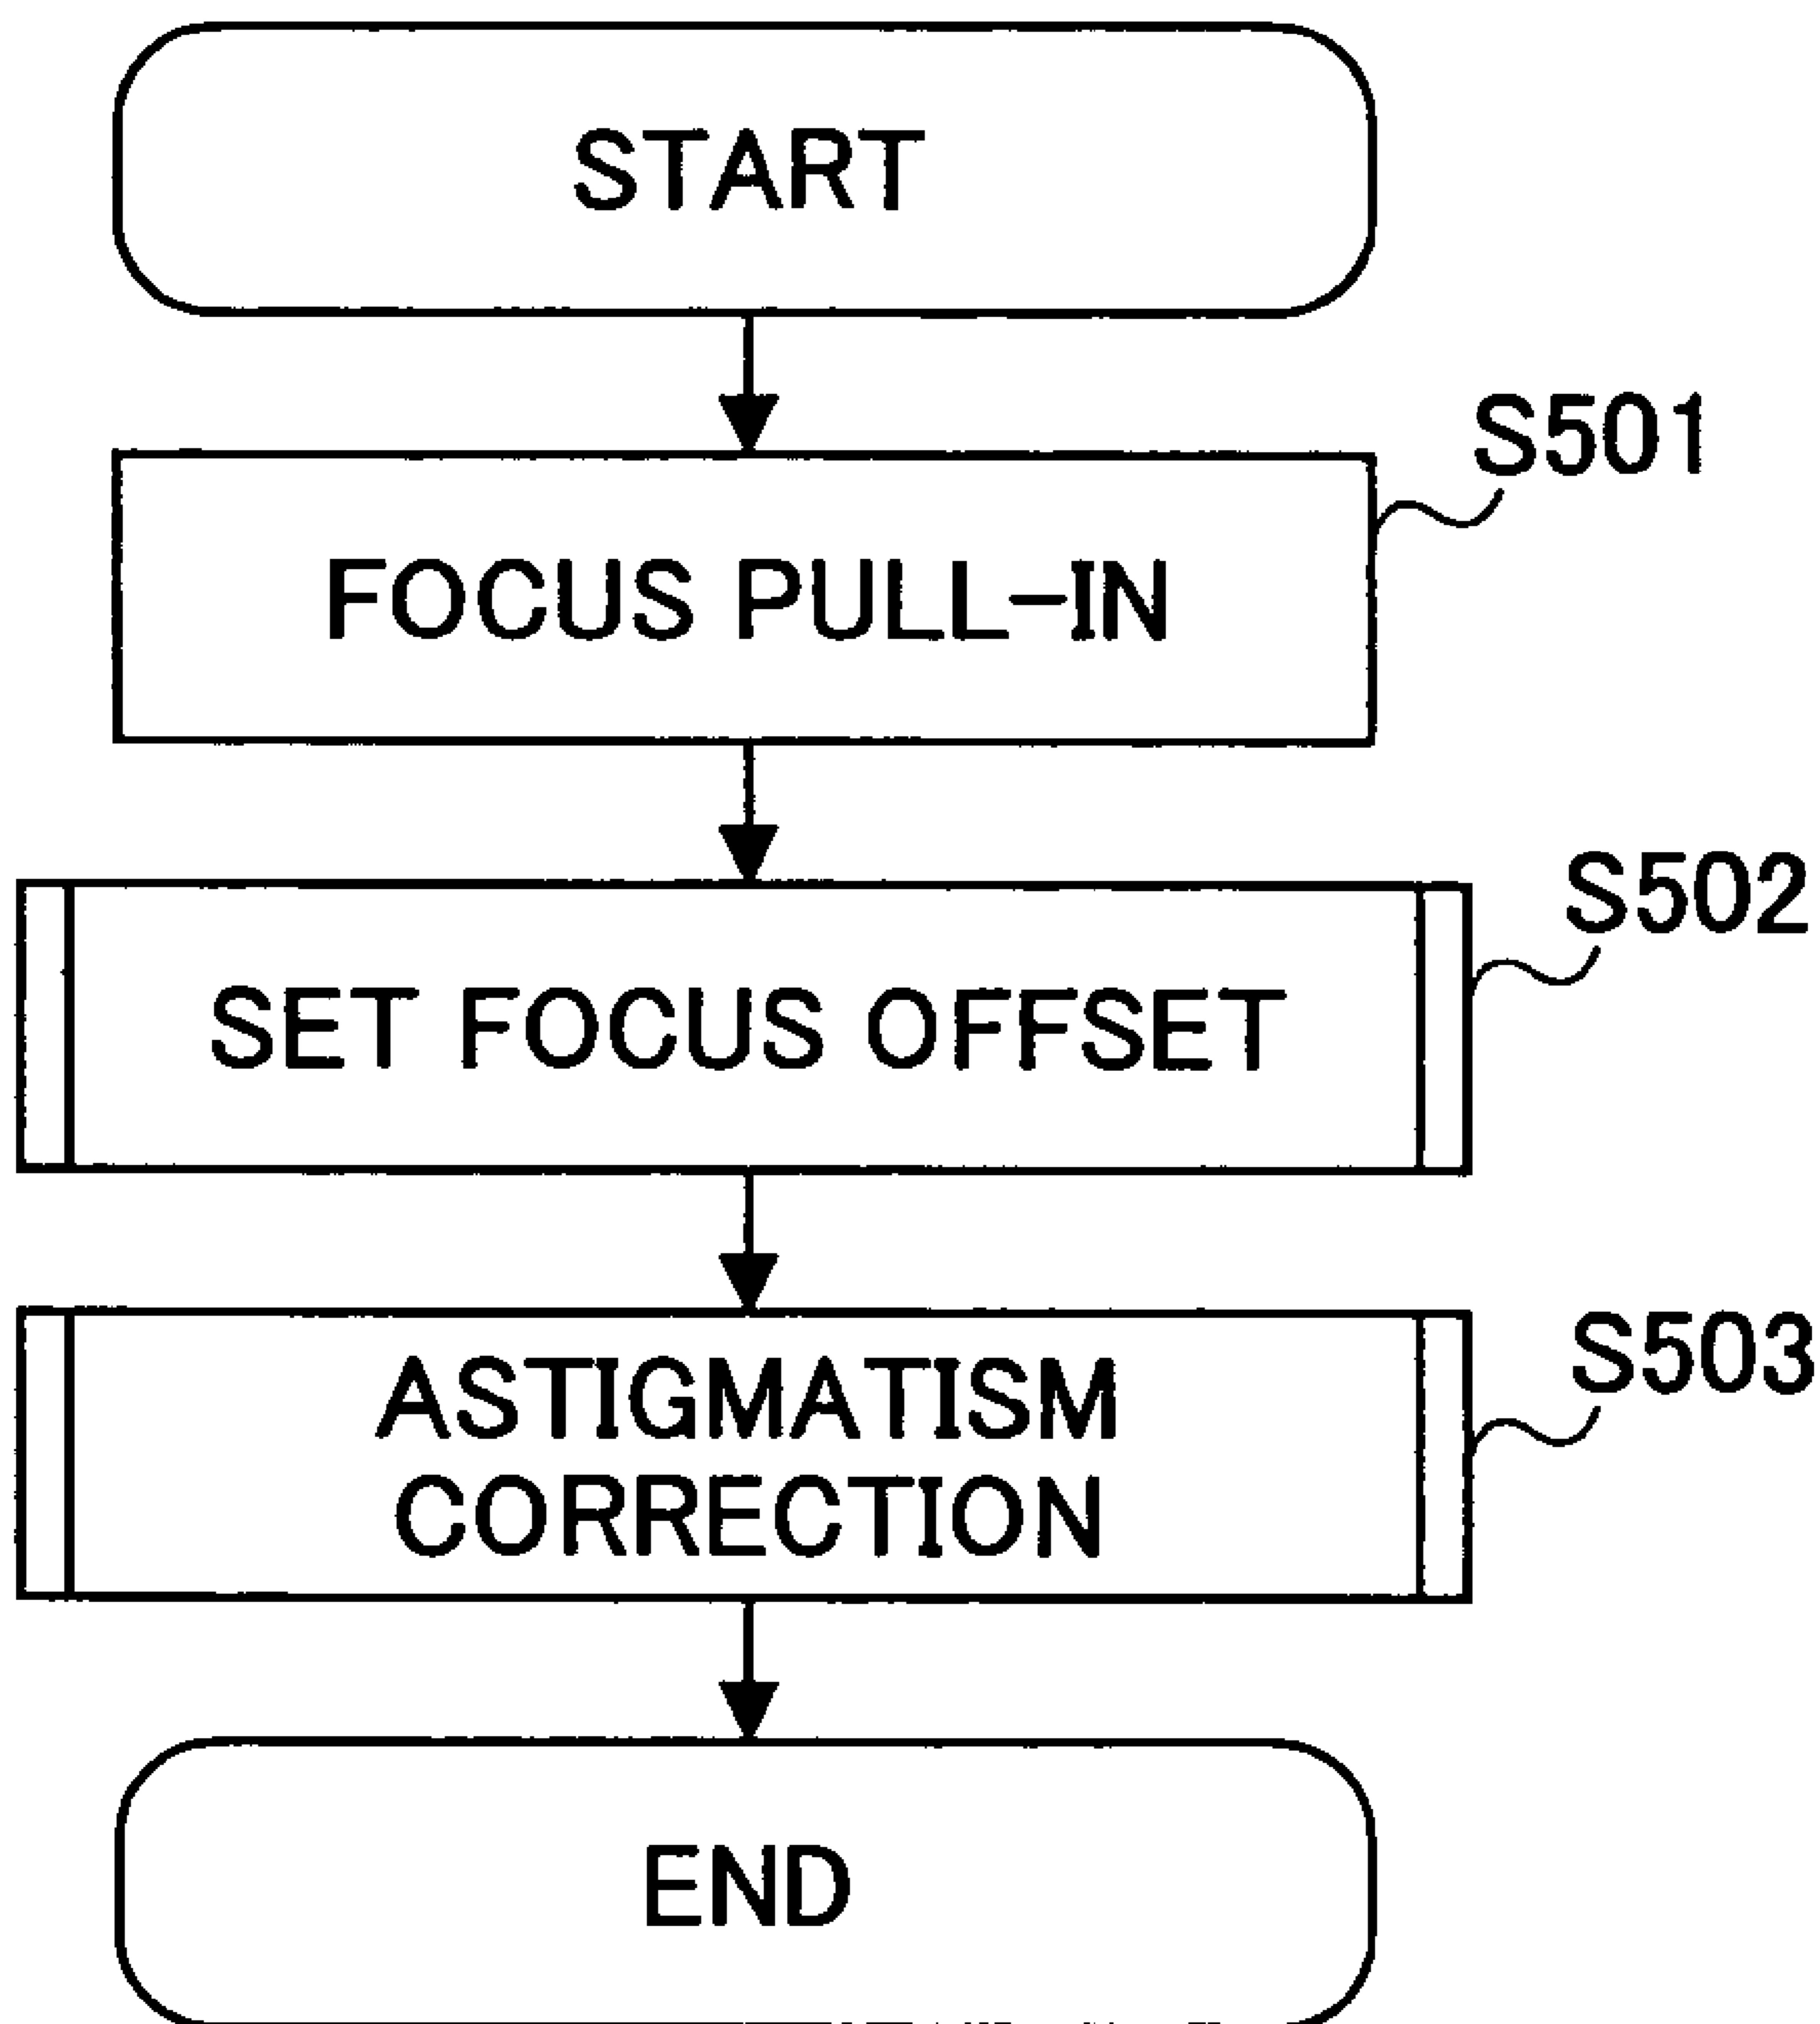 START
S501
FOCUS PULL-IN
S502
SET FOCUS OFFSET
S503
ASTIGMATISM
CORRECTION
END